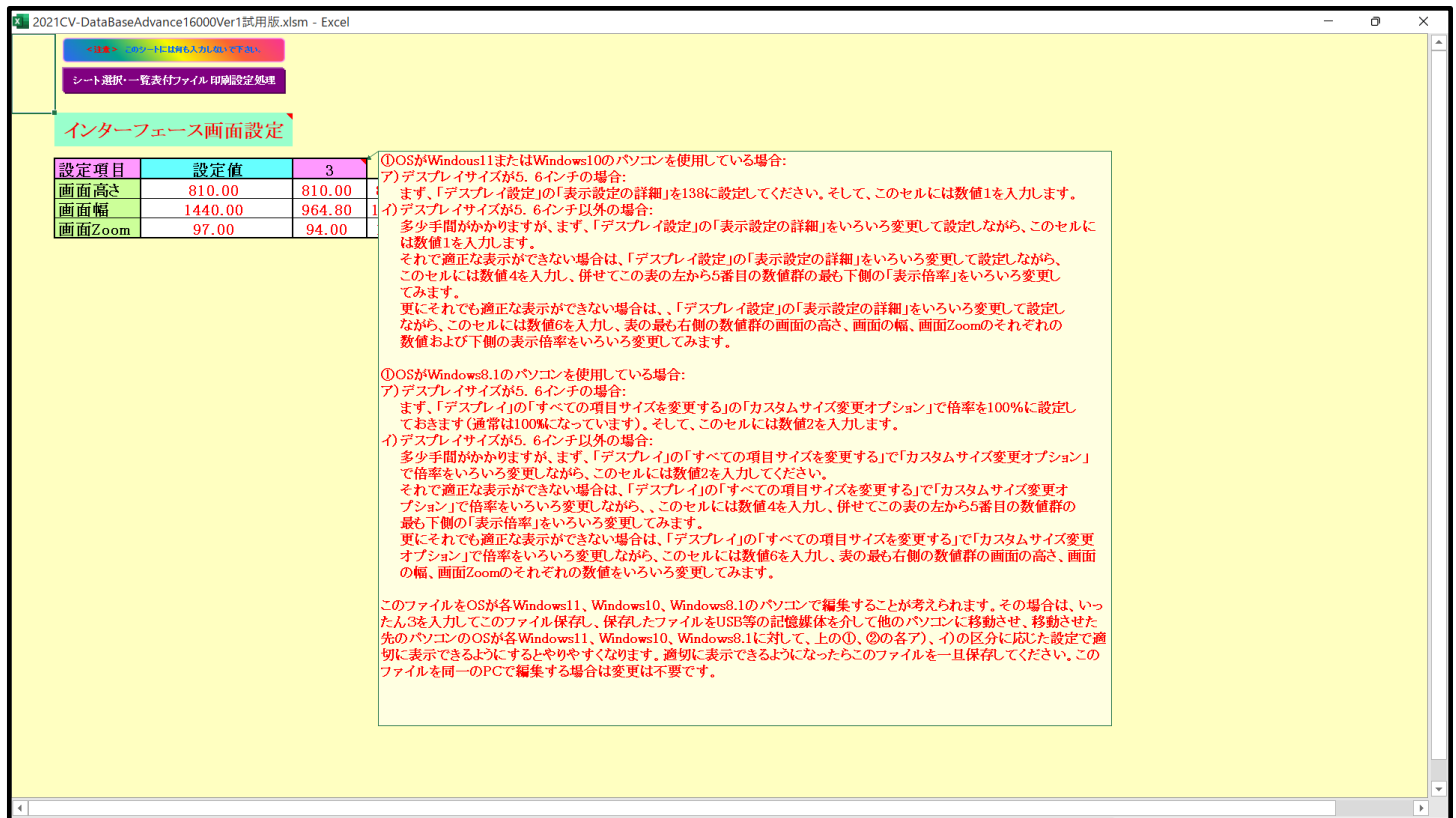 2021CV-DataBaseAdvance16000Ver1試用版.xlsm - Excel
<注意> このシートには何も入力しないで下さい.
シート選択・一覧表付ファイル印刷設定処理
インターフェース画面設定
設定項目 設定値 3
画面高さ 810.00 810.00
画面幅 1440.00 964.80 1
画面Zoom 97.00 94.00
①OSがWindous11またはWindows10のパソコンを使用している場合:
ア)デスプレイサイズが5．6インチの場合:
まず、「デスプレイ設定」の「表示設定の詳細」を138に設定してください。そして、このセルには数値1を入力します。
イ)デスプレイサイズが5．6インチ以外の場合:
多少手間がかかりますが、まず、「デスプレイ設定」の「表示設定の詳細」をいろいろ変更して設定しながら、このセルに
は数値1を入力します。
それで適正な表示ができない場合は、「デスプレイ設定」の「表示設定の詳細」をいろいろ変更して設定しながら、
このセルには数値4を入力し、併せてこの表の左から5番目の数値群の最も下側の「表示倍率」をいろいろ変更し
てみます。
更にそれでも適正な表示ができない場合は、、「デスプレイ設定」の「表示設定の詳細」をいろいろ変更して設定し
ながら、このセルには数値6を入力し、表の最も右側の数値群の画面の高さ、画面の幅、画面Zoomのそれぞれの
数値および下側の表示倍率をいろいろ変更してみます。
①OSがWindows8.1のパソコンを使用している場合:
ア)デスプレイサイズが5．6インチの場合:
まず、「デスプレイ」の「すべての項目サイズを変更する」の「カスタムサイズ変更オプション」で倍率を100%に設定し
ておきます(通常は100%になっています)。そして、このセルには数値2を入力します。
イ)デスプレイサイズが5．6インチ以外の場合:
多少手間がかかりますが、まず、「デスプレイ」の「すべての項目サイズを変更する」で「カスタムサイズ変更オプション」
で倍率をいろいろ変更しながら、このセルには数値2を入力してください。
それで適正な表示ができない場合は、「デスプレイ」の「すべての項目サイズを変更する」で「カスタムサイズ変更オ
プション」で倍率をいろいろ変更しながら、、このセルには数値4を入力し、併せてこの表の左から5番目の数値群の
最も下側の「表示倍率」をいろいろ変更してみます。
更にそれでも適正な表示ができない場合は、「デスプレイ」の「すべての項目サイズを変更する」で「カスタムサイズ変更
オプション」で倍率をいろいろ変更しながら、このセルには数値6を入力し、表の最も右側の数値群の画面の高さ、画面
の幅、画面Zoomのそれぞれの数値をいろいろ変更してみます。
このファイルをOSが各Windows11、Windows10、Windows8.1のパソコンで編集することが考えられます。その場合は、いっ
たん3を入力してこのファイル保存し、保存したファイルをUSB等の記憶媒体を介して他のパソコンに移動させ、移動させた
先のパソコンのOSが各Windows11、Windows10、Windows8.1に対して、上の①、②の各ア)、イ)の区分に応じた設定で適
切に表示できるようにするとやりやすくなります。適切に表示できるようになったらこのファイルを一旦保存してください。この
ファイルを同一のPCで編集する場合は変更は不要です。